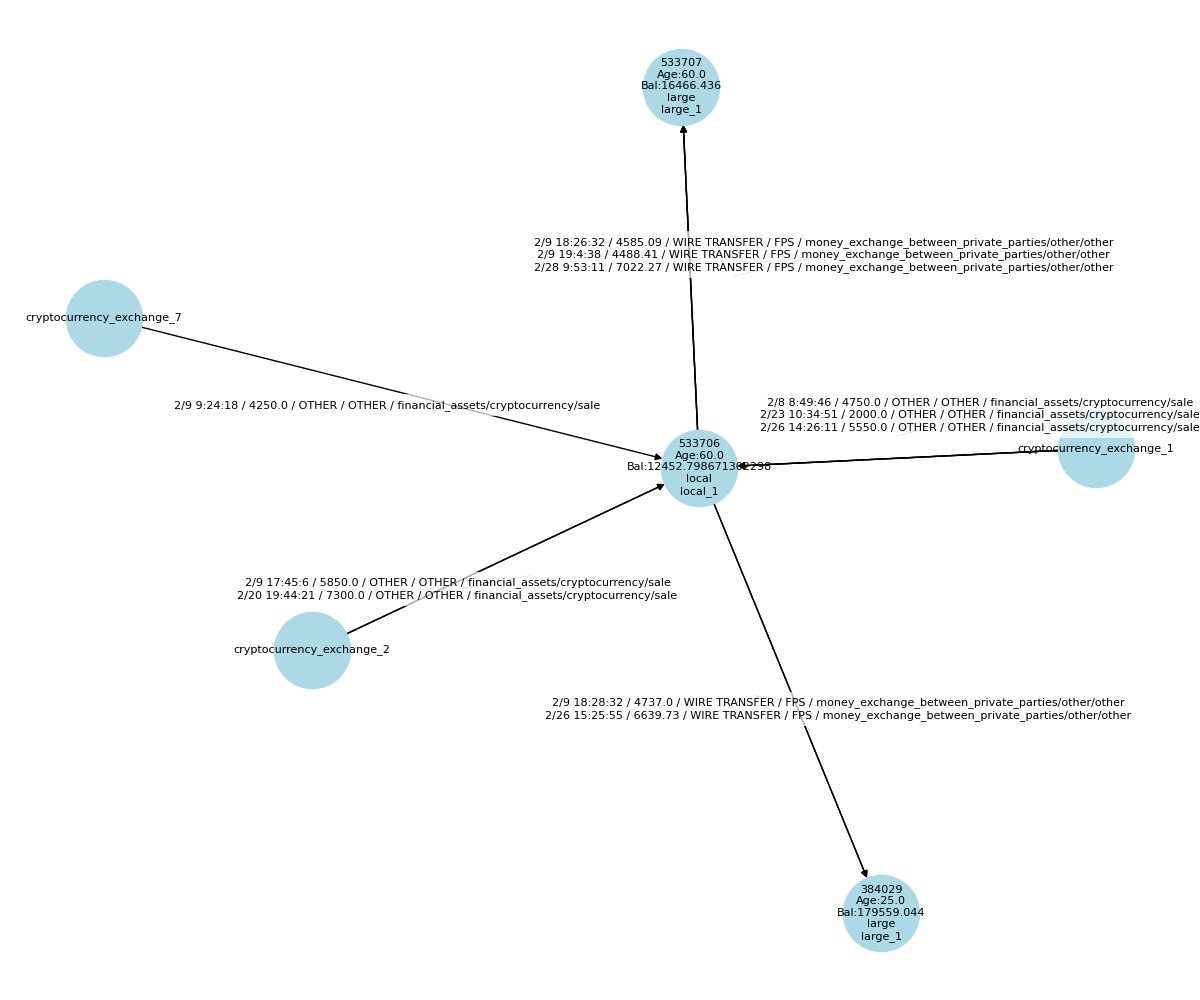 533707
Age:60.0
Bal:16466.436
large
large_1
2/9 18:26:32 / 4585.09 / WIRE TRANSFER / FPS / money_exchange_between_private_parties/other/other
2/9 19:4:38 / 4488.41 / WIRE TRANSFER / FPS / money_exchange_between_private_parties/other/other
2/28 9:53:11 / 7022.27 / WIRE TRANSFER / FPS / money_exchange_between_private_parties/other/other
cryptocurrency_exchange_7
2/9 9:24:18 / 4250.0 / OTHER / OTHER / financial_assets/cryptocurrency/sale
2/8 8:49:46 / 4750.0 / OTHER / OTHER / financial_assets/cryptocurrency/sale
2/23 10:34:51 / 2000.0 / OTHER / OTHER / financial_assets/cryptocurrency/sale
2/26 14:26:11 / 5550.0 / OTHER / OTHER / financial_assets/cryptocurrency/sale
cryptocurrency_exchange_1
533706
Age:60.0
local
local_1
2/9 17:45:6 / 5850.0 / OTHER / OTHER / financial_assets/cryptocurrency/sale
2/20 19:44:21 / 7300.0 / OTHER / OTHER / financial_assets/cryptocurrency/sale
cryptocurrency_exchange_2
2/9 18:28:32 / 4737.0 / WIRE TRANSFER / FPS / money_exchange_between_private_parties/other/other
2/26 15:25:55 / 6639.73 / WIRE TRANSFER / FPS / money_exchange_between_private_parties/other/other
384029
Age:25.0
Bal:179559.044
large
large_1